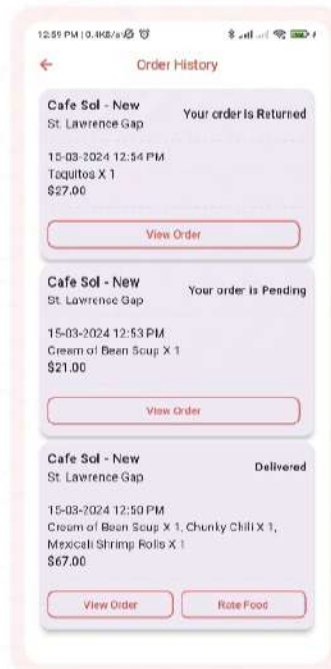 12:59 PM | 0.4KB/s
Order History
Cafe Sol - New
Your order is Returned
St. Lawrence Gap
15-03-2024 12:54 PM
Taquitos X 1
$27.00
View Order
Cafe Sol - New
Your order is Pending
St. Lawrence Gap
15-03-2024 12:53 PM
Cream of Bean Soup X 1
$21.00
View Order
Cafe Sol - New
Delivered
St. Lawrence Gap
15-03-2024 12:50 PM
Cream of Bean Soup X 1, Chunky Chili X 1,
Mexicali Shrimp Rolls X 1
$67.00
View Order
Rate Food